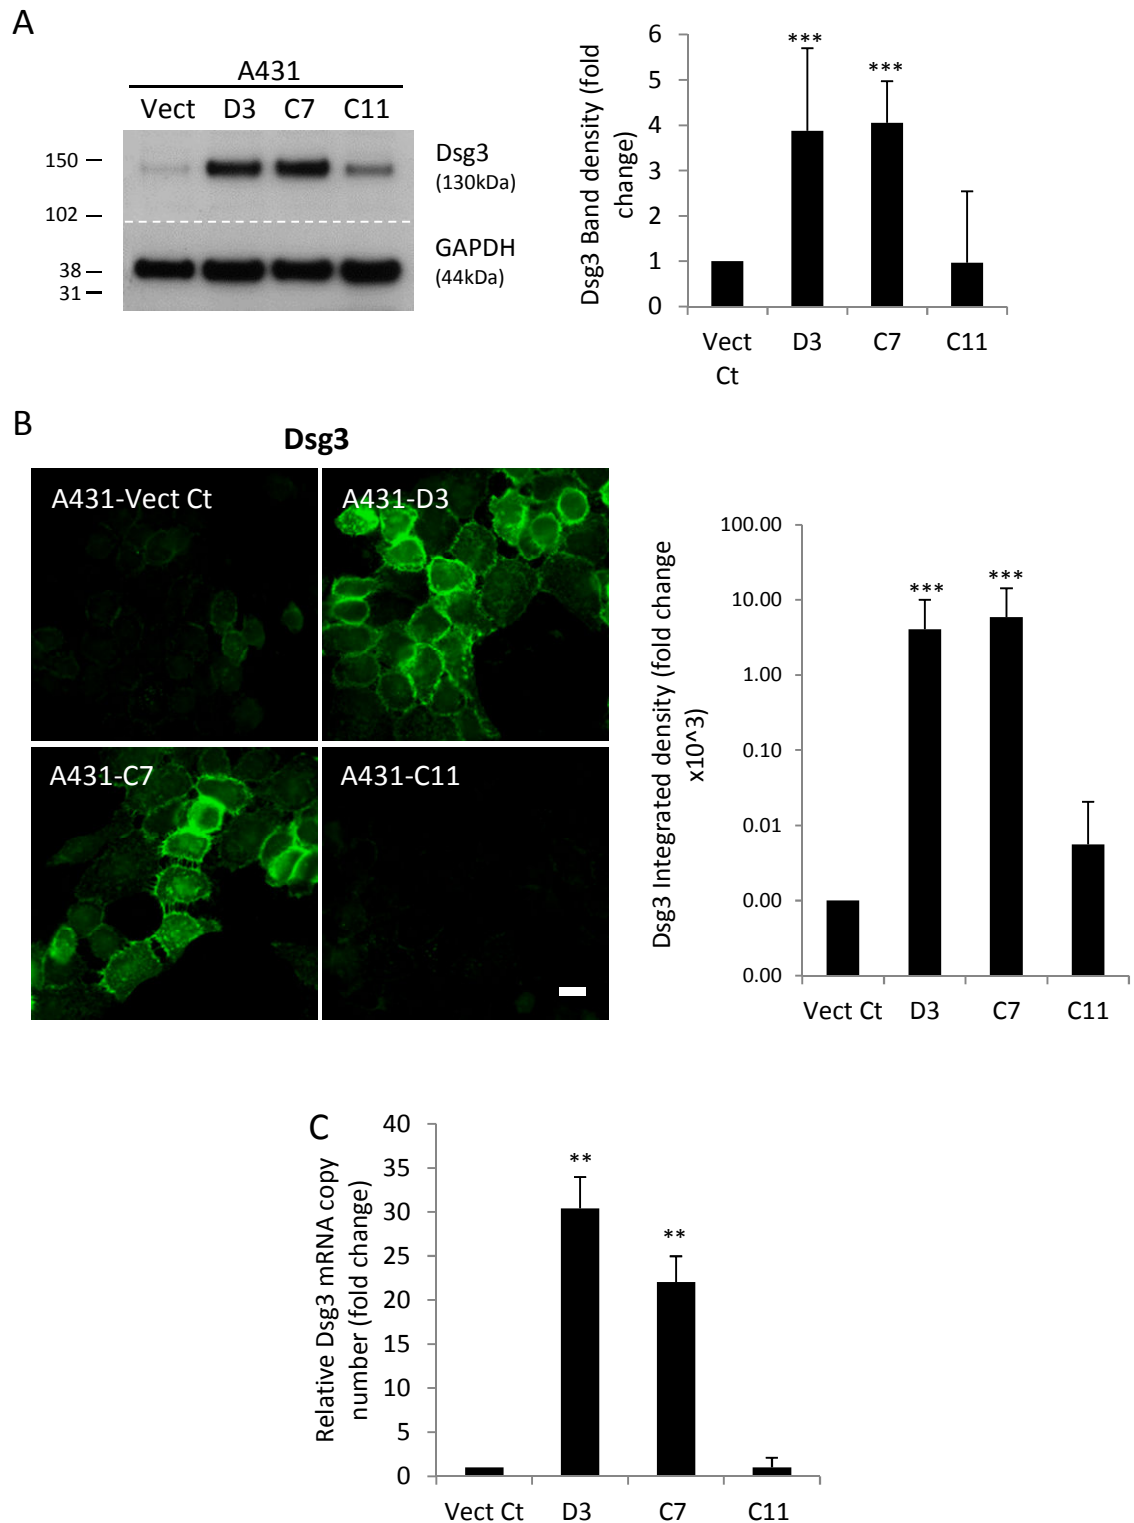 A
A431
Vect D3 C7 C11
150
102
38
31
Dsg3
(130kDa)
GAPDH
(44kDa)
Dsg3 Band density (fold
change)
6
5
4
3
2
1
0
***
***
Vect
Ct
D3
C7
C11
B
Dsg3
A431-Vect Ct
A431-D3
A431-C7
A431-C11
Dsg3 Integrated density (fold change
x10^3)
100.00
10.00
1.00
0.10
0.01
0.00
0.00
***
***
Vect Ct D3 C7 C11
C
Relative Dsg3 mRNA copy
number (fold change)
40
35
30
25
20
15
10
5
0
**
**
Vect Ct D3 C7 C11